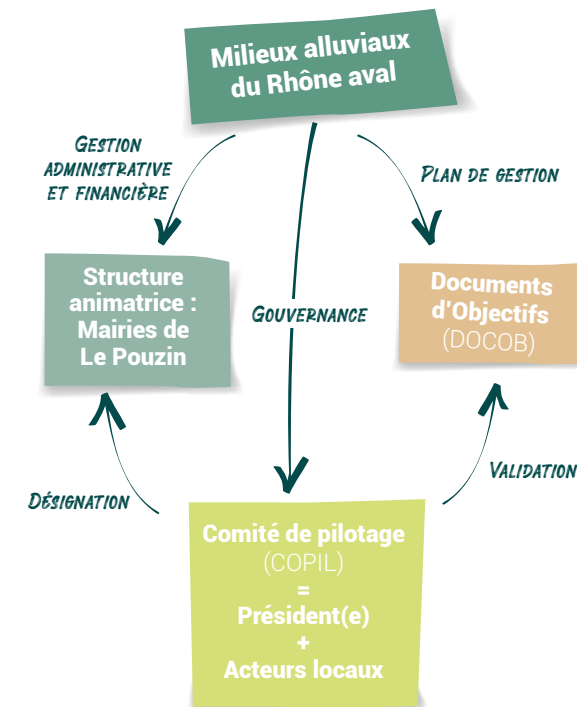 Milieux alluviaux
du Rhône aval
GESTION
ADMINISTRATIVE
ET FINANCIÈRE
PLAN DE GESTION
Structure
animatrice :
Mairies de
Le Pouzin
GOUVERNANCE
Documents
d'Objectifs
(DOCOB)
DÉSIGNATION
VALIDATION
Comité de pilotage
(COPIL)
=
Président(e)
+
Acteurs locaux